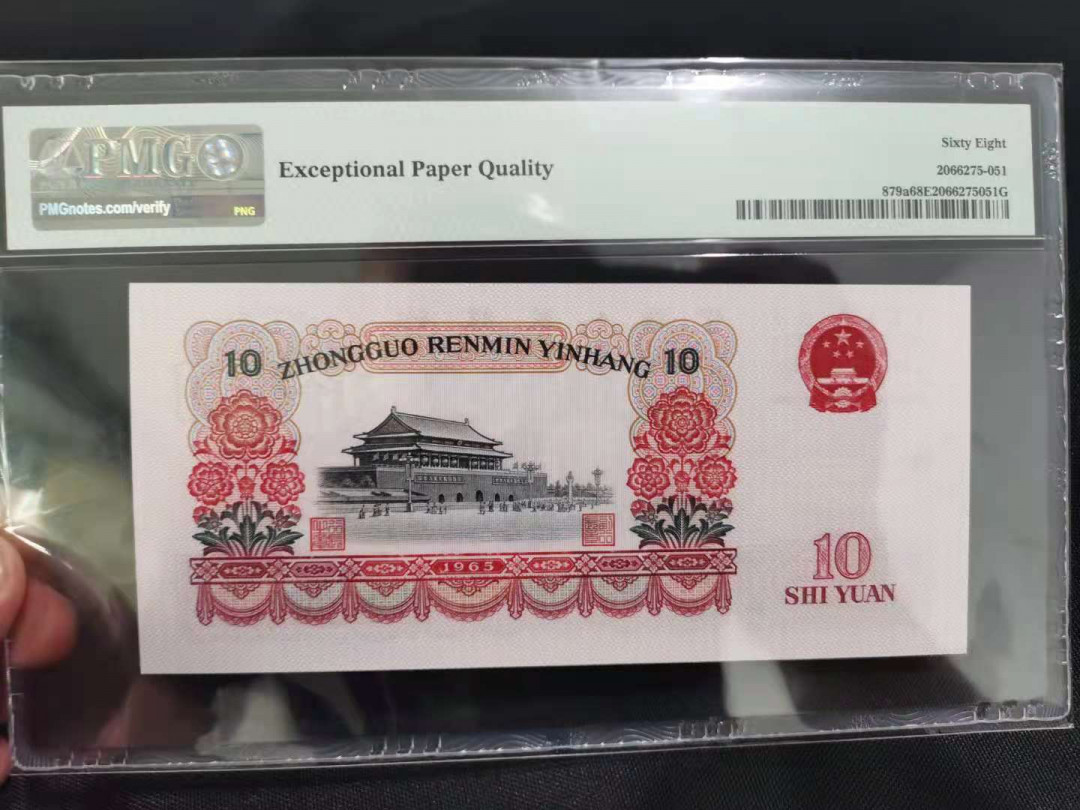 PMG
PMGnotes.com/verify
PNG
Exceptional Paper Quality
Sixty Eight
2066275-051
879a68E2066275051G
10 ZHONGGUO RENMIN YINHANG 10
1965
10
SHI YUAN